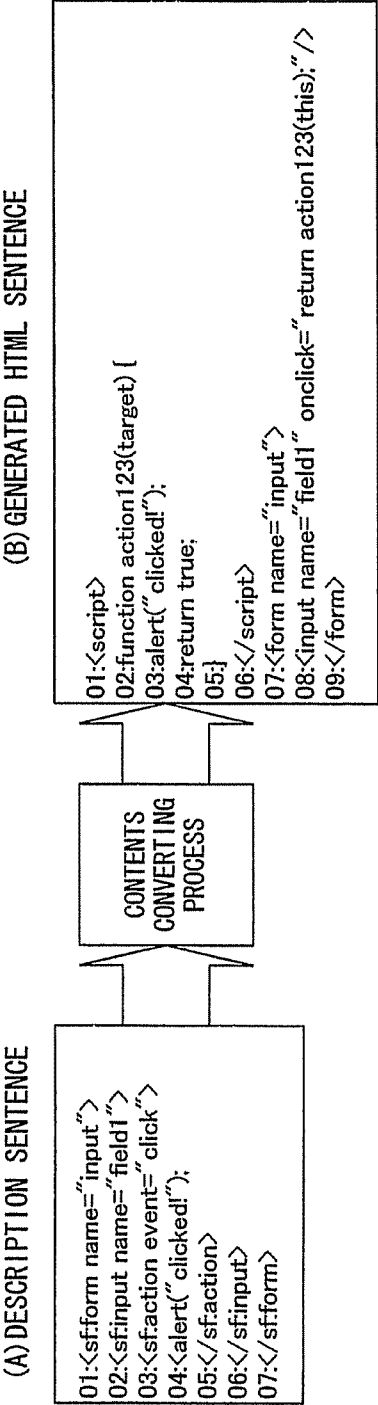 (A) DESCRIPTION SENTENCE
01:<sf:form name="input">
02:<sf:input name="field1">
03:<sf:action event="click">
04:<alert("clicked!");
05:</sf:action>
06:</sf:input>
07:</sf:form>
CONTENTS
CONVERTING
PROCESS
(B) GENERATED HTML SENTENCE
01:<script>
02:function action123(target) {
03:alert("clicked!");
04:return true;
05:}
06:</script>
07:<form name="input">
08:<input name="field1" onclick="return action123(this);"/>
09:</form>